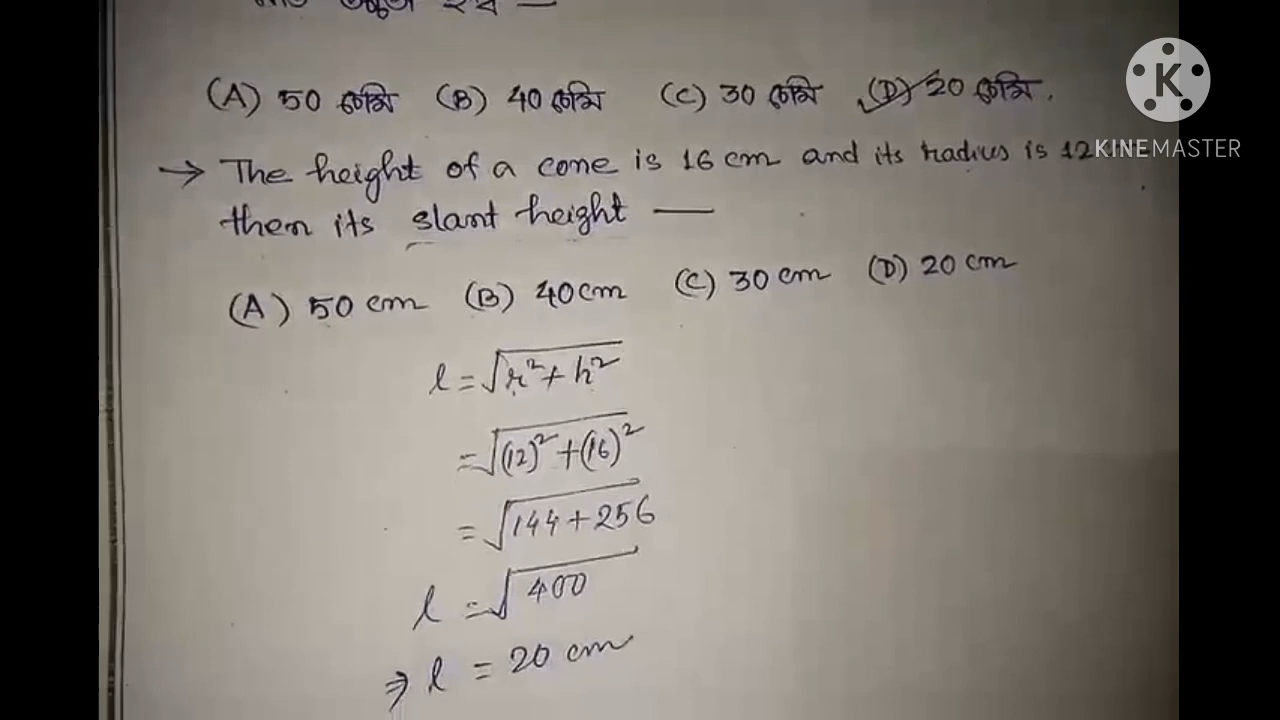 (A) 50 চেমি (B) 40 চেমি (C) 30 চেমি (D) 20 চেমি.
→ The height of a cone is 16 cm and its radius is 12
then its slant height —
(A) 50 cm (B) 40 cm (C) 30 cm (D) 20 cm
l = √r² + h²
= √(12)² + (16)²
= √144 + 256
l = √400
⇒ l = 20 cm
K
KINEMASTER